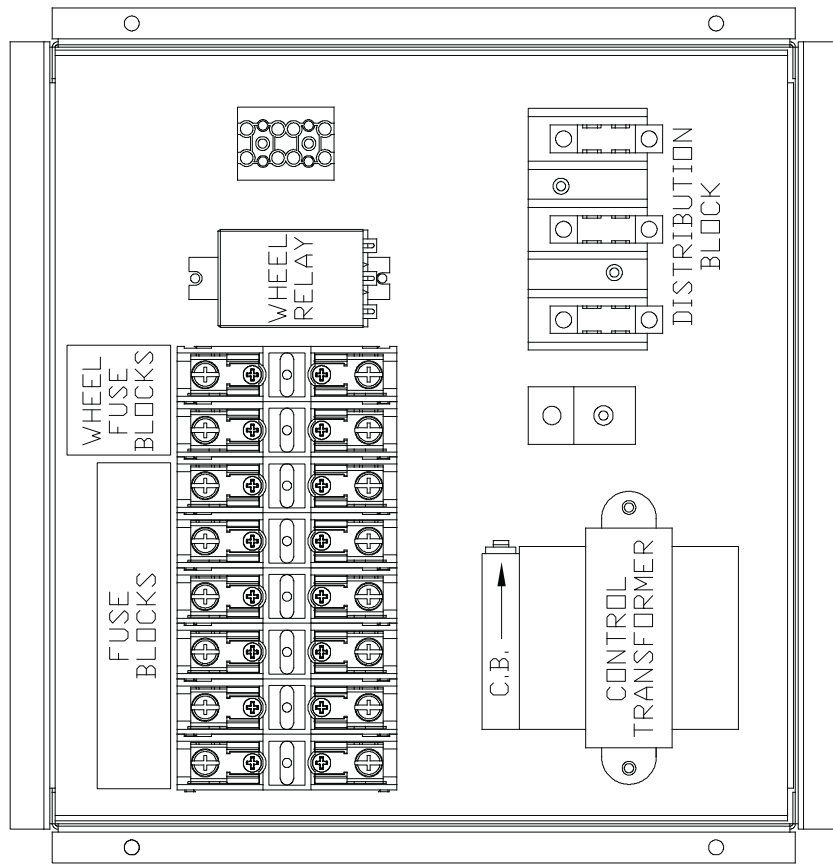 DISTRIBUTION
BLOCK
WHEEL
RELAY
WHEEL
FUSE
BLOCKS
FUSE
BLOCKS
C.B.
CONTROL
TRANSFORMER